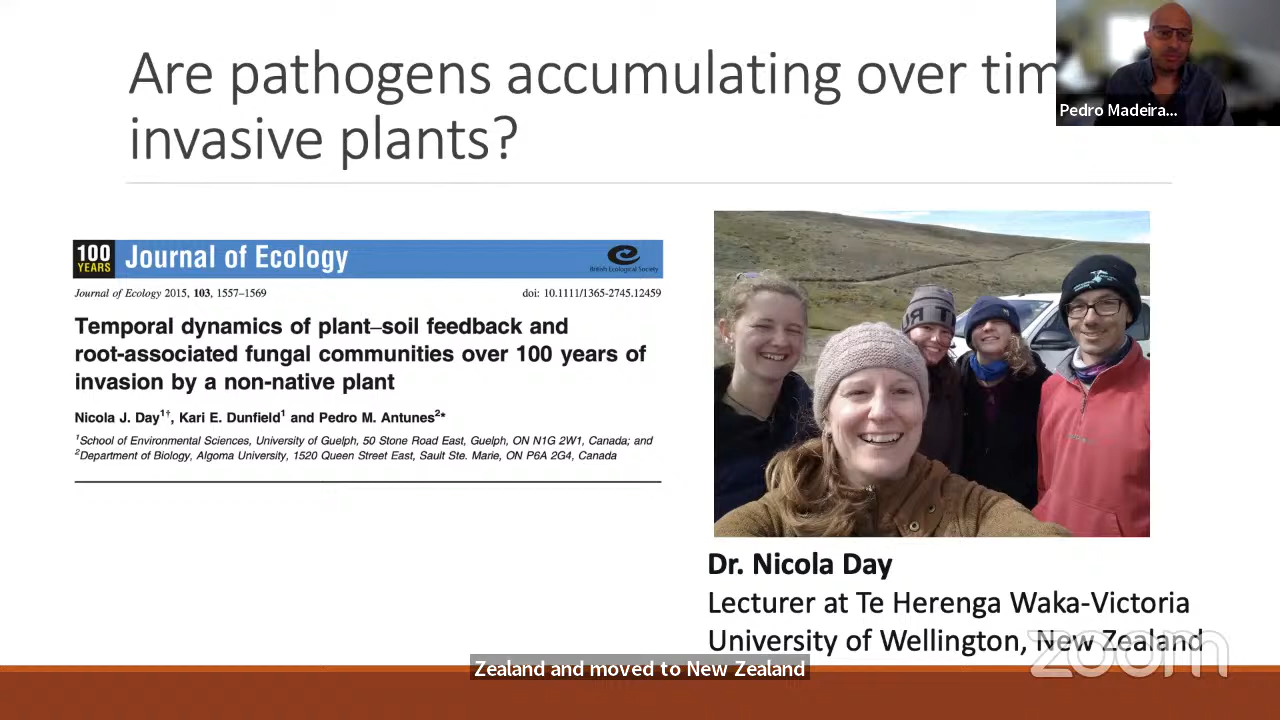 Are pathogens accumulating over tim
invasive plants?
Pedro Madeira...
100
YEARS
Journal of Ecology
British Ecological Society
Journal of Ecology 2015, 103, 1557–1569
doi: 10.1111/1365-2745.12459
Temporal dynamics of plant–soil feedback and
root-associated fungal communities over 100 years of
invasion by a non-native plant
Nicola J. Day1†, Kari E. Dunfield1 and Pedro M. Antunes2*
1School of Environmental Sciences, University of Guelph, 50 Stone Road East, Guelph, ON N1G 2W1, Canada; and
2Department of Biology, Algoma University, 1520 Queen Street East, Sault Ste. Marie, ON P6A 2G4, Canada
Dr. Nicola Day
Lecturer at Te Herenga Waka-Victoria
University of Wellington, New Zealand
zoom
Zealand and moved to New Zealand